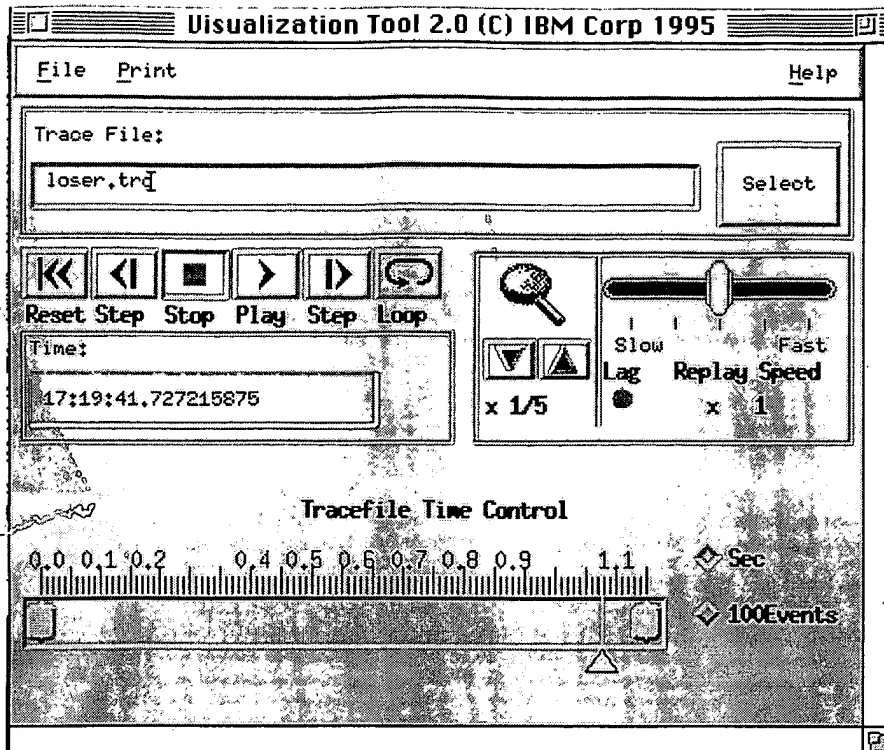 Visualization Tool 2.0 (C) IBM Corp 1995
File Print Help
Trace File:
loser.trc
Select
Reset Step Stop Play Step Loop
Time:
17:19:41.727215875
x 1/5
Slow Fast
Lag Replay Speed
x 1
Tracefile Time Control
0.0 0.1 0.2 0.4 0.5 0.6 0.7 0.8 0.9 1.1
Sec
100Events